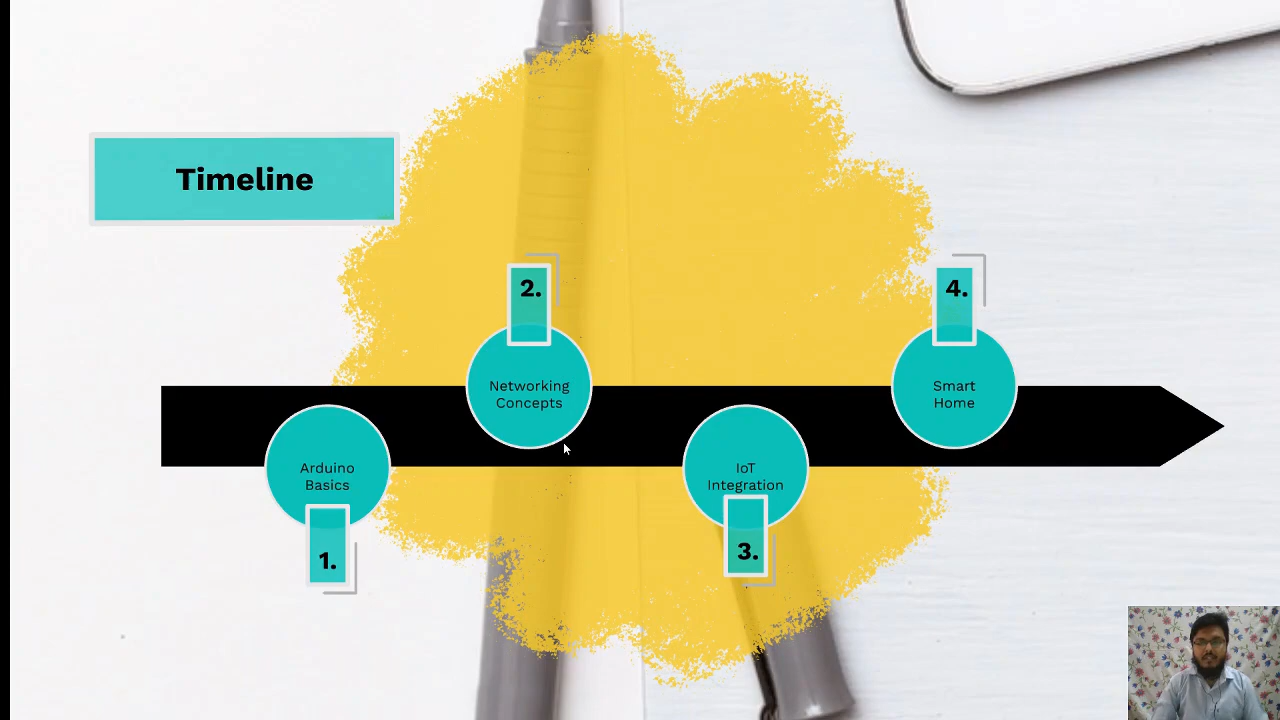 Timeline
1.
Arduino
Basics
2.
Networking
Concepts
3.
IoT
Integration
4.
Smart
Home